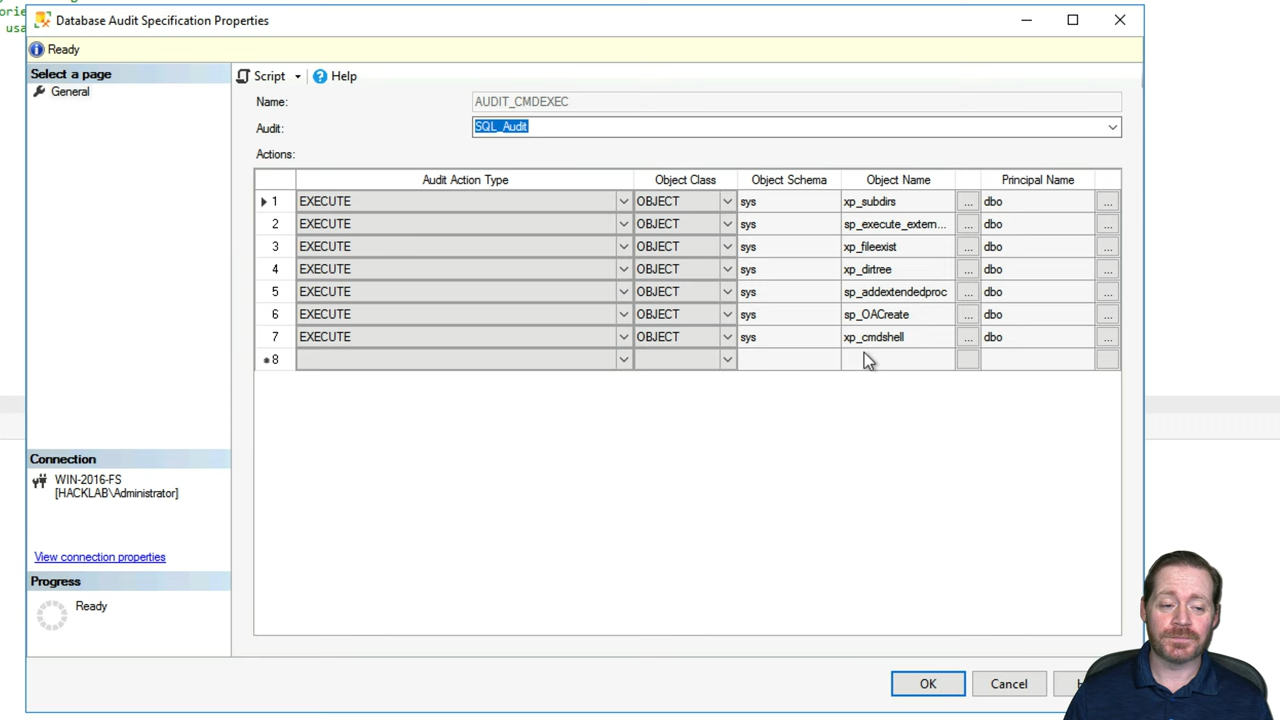 orie
usa
Database Audit Specification Properties
Ready
Select a page
General
Script
Help
Name:
AUDIT_CMDEXEC
Audit:
SQL_Audit
Actions:
Audit Action Type Object Class Object Schema Object Name Principal Name
1 EXECUTE OBJECT sys xp_subdirs ... dbo ...
2 EXECUTE OBJECT sys sp_execute_extern... ... dbo ...
3 EXECUTE OBJECT sys xp_fileexist ... dbo ...
4 EXECUTE OBJECT sys xp_dirtree ... dbo ...
5 EXECUTE OBJECT sys sp_addextendedproc ... dbo ...
6 EXECUTE OBJECT sys sp_OACreate ... dbo ...
7 EXECUTE OBJECT sys xp_cmdshell ... dbo ...
8 ... ...
Connection
WIN-2016-FS
[HACKLAB\Administrator]
View connection properties
Progress
Ready
OK
Cancel